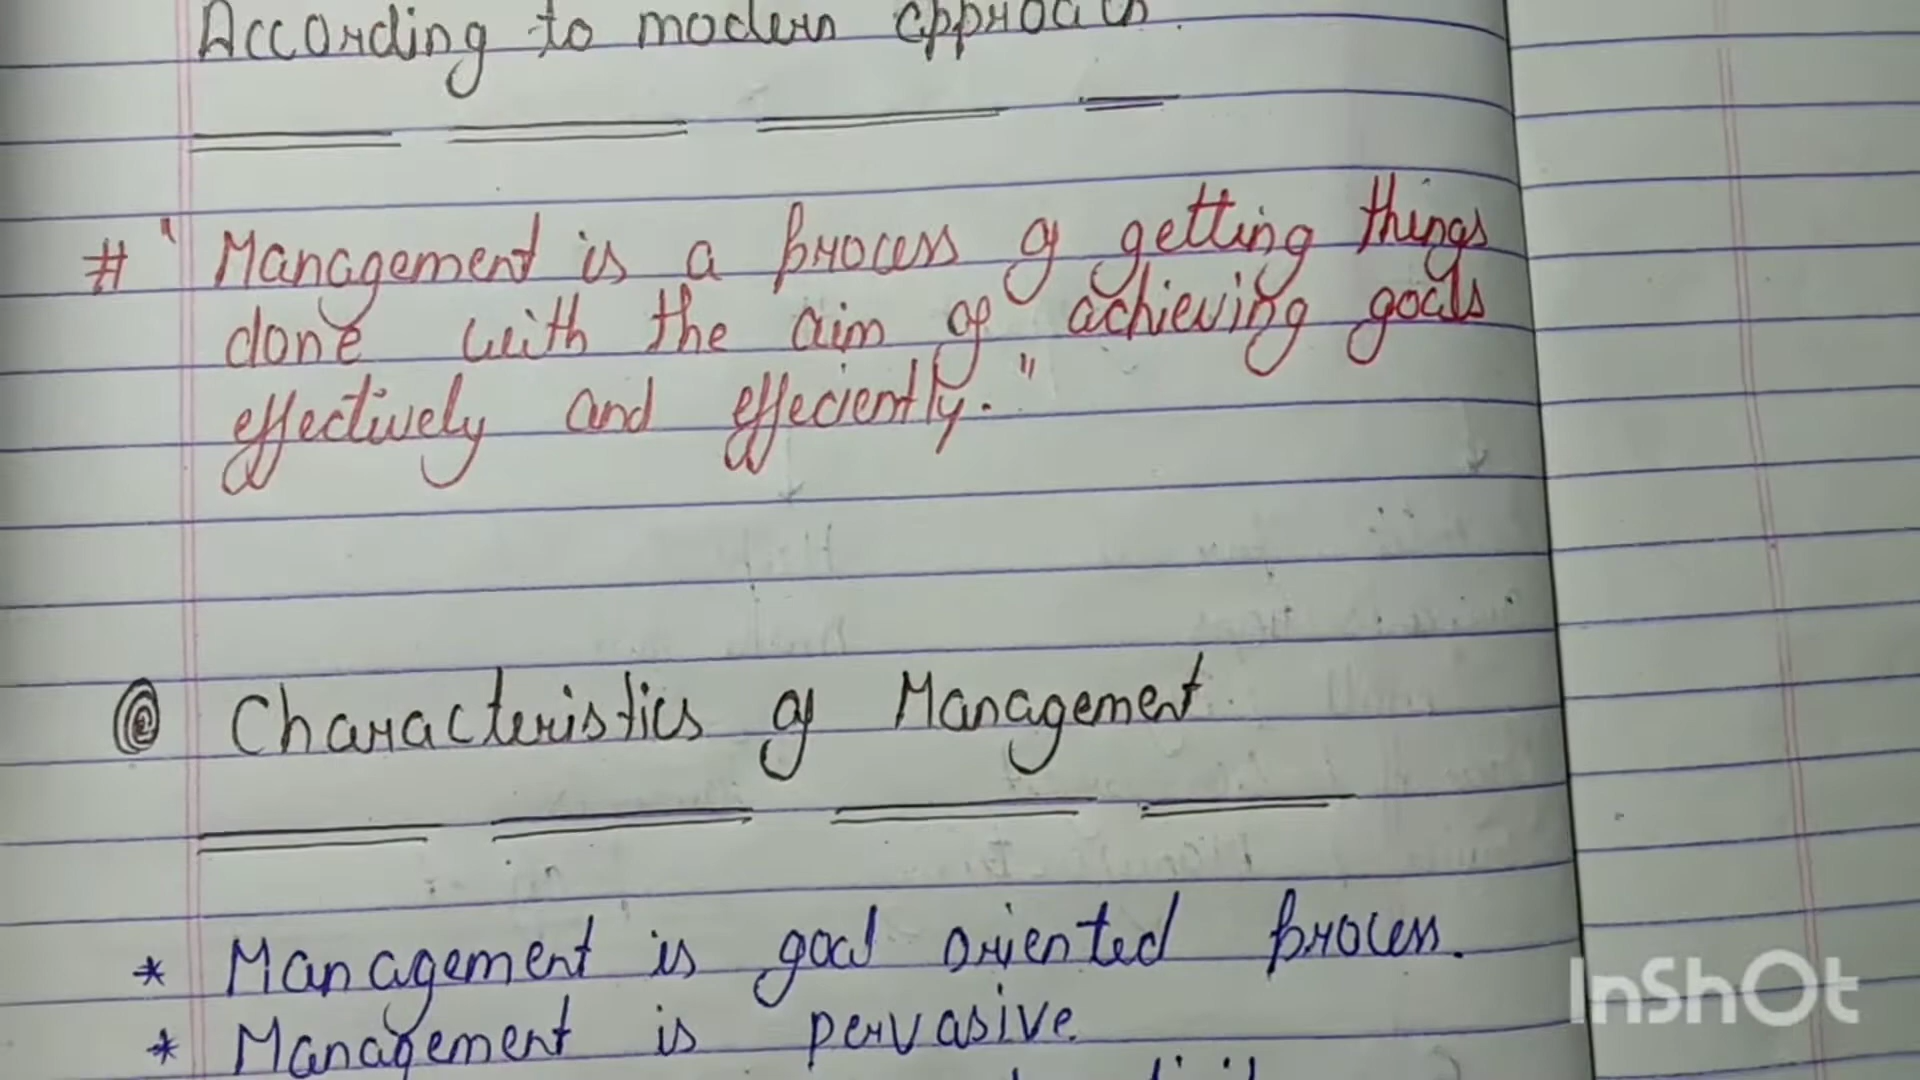 According to modern approach.
# " Management is a process of getting things
done with the aim of achieving goals
effectively and effeciently."
@ Characteristics of Management
* Management is goal oriented process.
* Management is pervasive.
InShOt